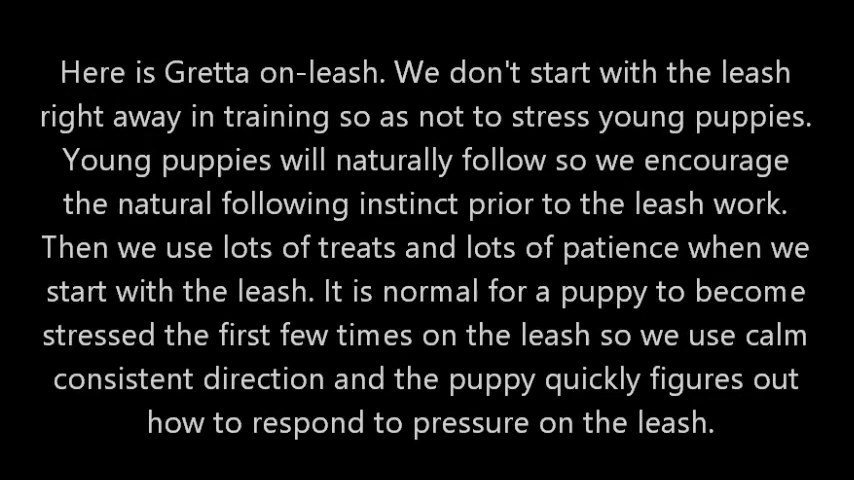 Here is Gretta on-leash. We don't start with the leash
right away in training so as not to stress young puppies.
Young puppies will naturally follow so we encourage
the natural following instinct prior to the leash work.
Then we use lots of treats and lots of patience when we
start with the leash. It is normal for a puppy to become
stressed the first few times on the leash so we use calm
consistent direction and the puppy quickly figures out
how to respond to pressure on the leash.